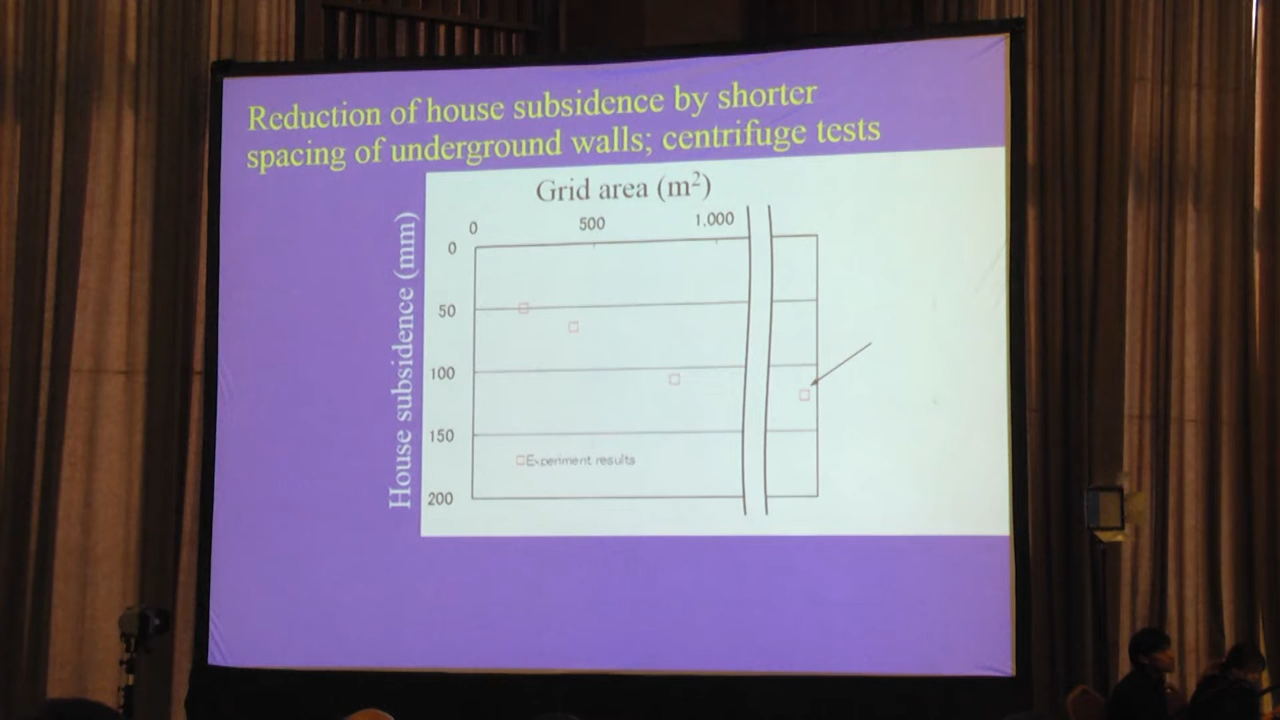 Reduction of house subsidence by shorter
spacing of underground walls; centrifuge tests
Grid area (m²)
0 500 1,000
House subsidence (mm)
0
50
100
150
□Experiment results
200